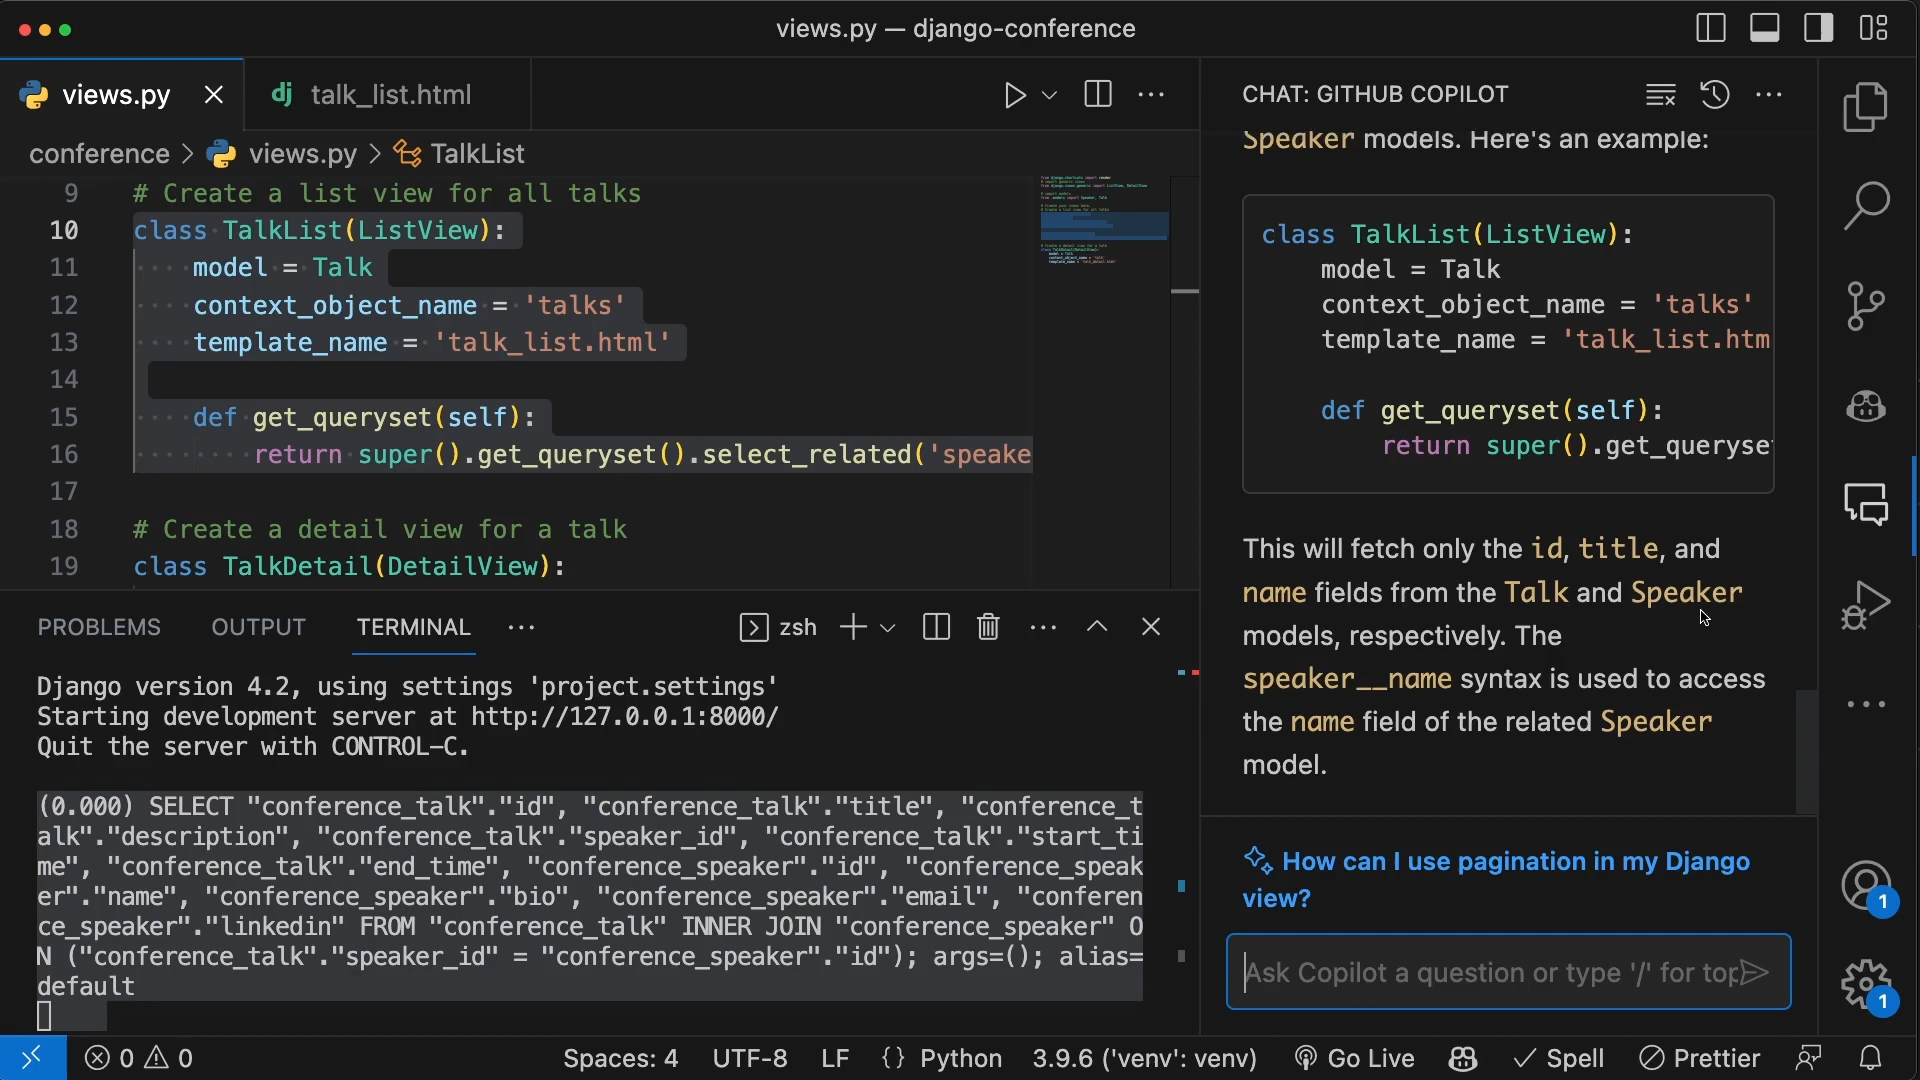 views.py — django-conference
views.py
talk_list.html
conference > views.py > TalkList
9 # Create a list view for all talks
10 class TalkList(ListView):
11 model = Talk
12 context_object_name = 'talks'
13 template_name = 'talk_list.html'
14
15 def get_queryset(self):
16 return super().get_queryset().select_related('speake
17
18 # Create a detail view for a talk
19 class TalkDetail(DetailView):
PROBLEMS OUTPUT TERMINAL ··· zsh
Django version 4.2, using settings 'project.settings'
Starting development server at http://127.0.0.1:8000/
Quit the server with CONTROL-C.
(0.000) SELECT "conference_talk"."id", "conference_talk"."title", "conference_t
alk"."description", "conference_talk"."speaker_id", "conference_talk"."start_ti
me", "conference_talk"."end_time", "conference_speaker"."id", "conference_speak
er"."name", "conference_speaker"."bio", "conference_speaker"."email", "conferen
ce_speaker"."linkedin" FROM "conference_talk" INNER JOIN "conference_speaker" O
N ("conference_talk"."speaker_id" = "conference_speaker"."id"); args=(); alias=
default
CHAT: GITHUB COPILOT
Speaker models. Here's an example:
class TalkList(ListView):
model = Talk
context_object_name = 'talks'
template_name = 'talk_list.htm
def get_queryset(self):
return super().get_queryse
This will fetch only the id, title, and
name fields from the Talk and Speaker
models, respectively. The
speaker__name syntax is used to access
the name field of the related Speaker
model.
How can I use pagination in my Django
view?
Ask Copilot a question or type '/' for top
1
1
0 0 Spaces: 4 UTF-8 LF {} Python 3.9.6 ('venv': venv) Go Live Spell Prettier